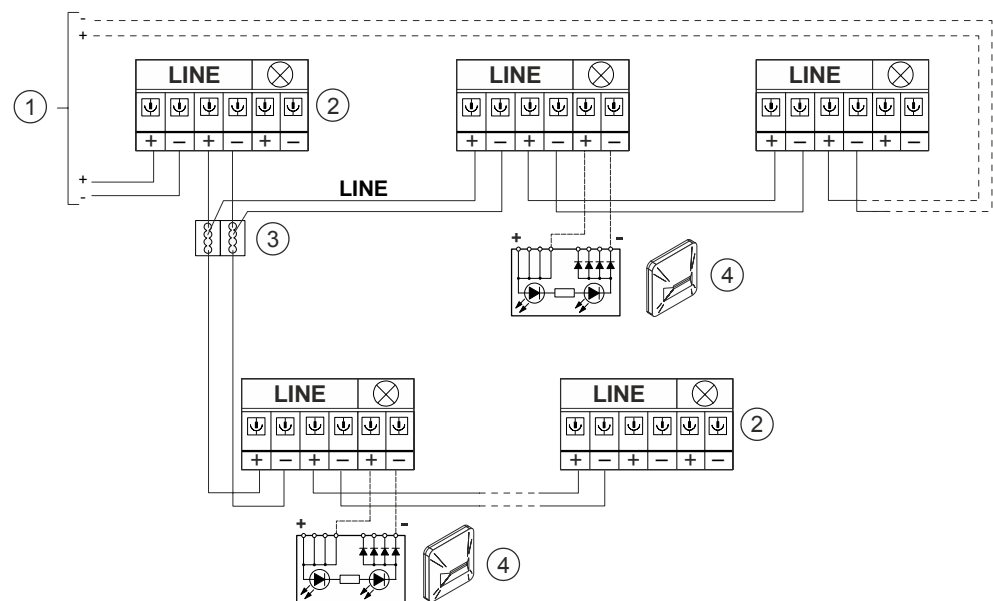 -
+
LINE LINE LINE
1 2
+ − + − + − + − + − + − + − + − + −
+
-
LINE
3
+ -
4
LINE LINE
2
+ − + − + − + − + − + −
+ -
4